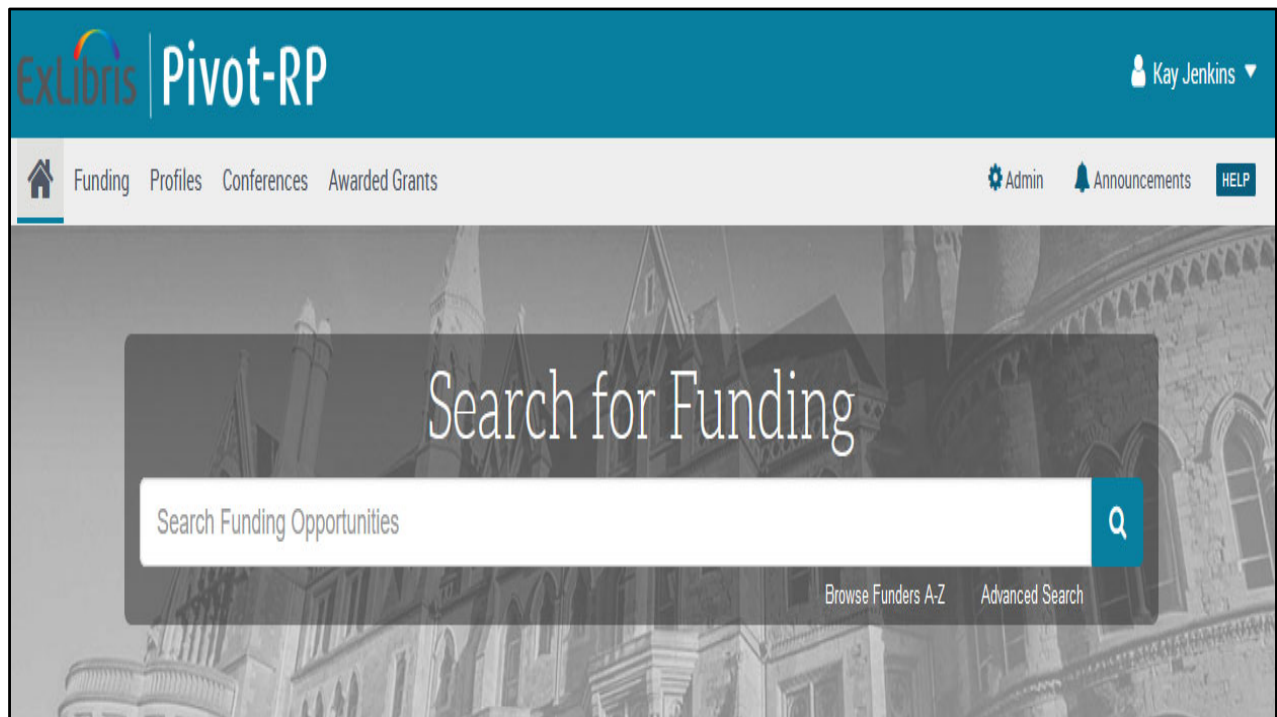 ExLibris Pivot-RP
Kay Jenkins
Funding Profiles Conferences Awarded Grants
Admin Announcements HELP
Search for Funding
Search Funding Opportunities
Browse Funders A-Z Advanced Search